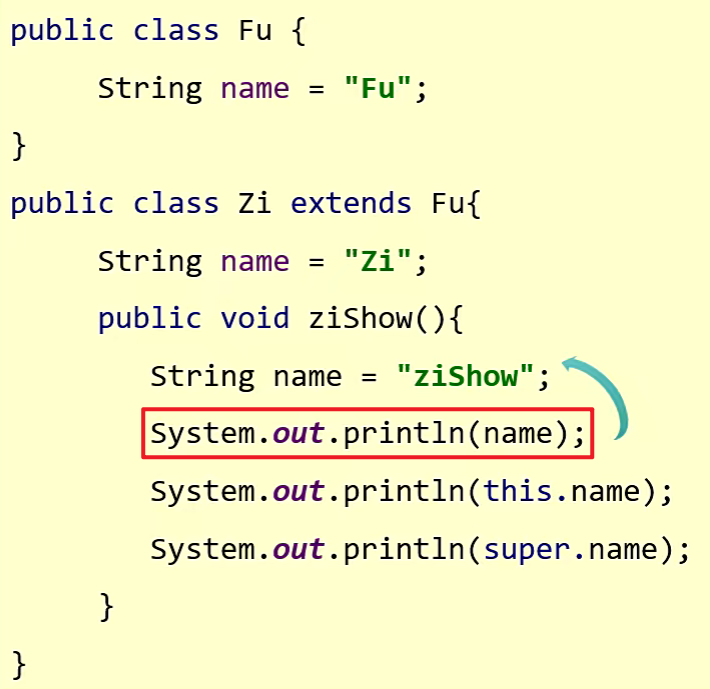 public class Fu {
String name = "Fu";
}
public class Zi extends Fu{
String name = "Zi";
public void ziShow(){
String name = "ziShow";
System.out.println(name);
System.out.println(this.name);
System.out.println(super.name);
}
}